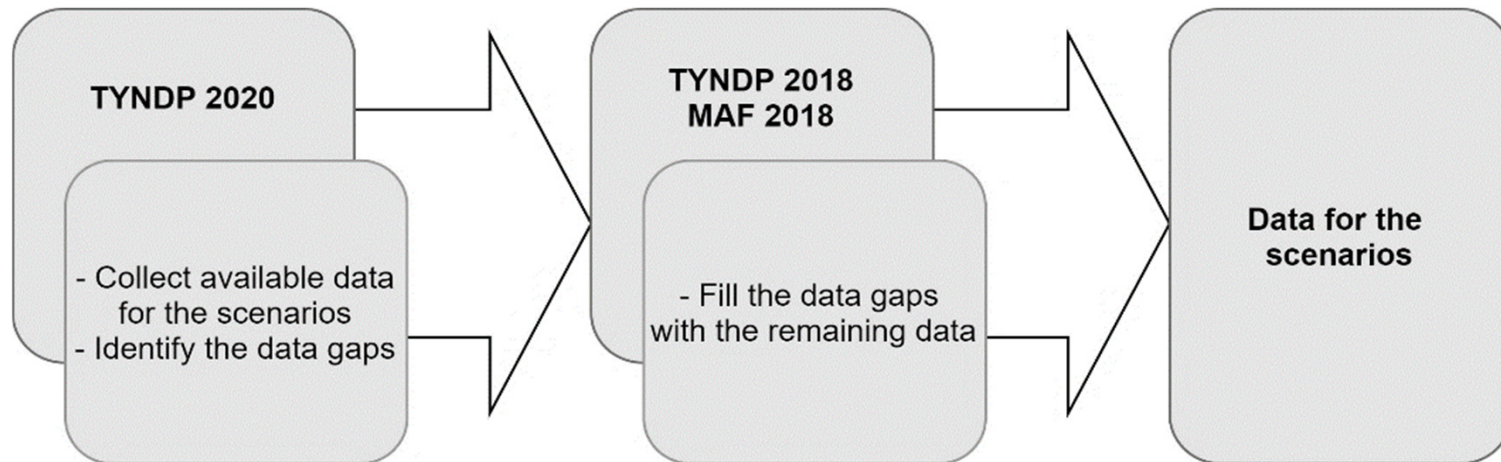 TYNDP 2020
- Collect available data
for the scenarios
- Identify the data gaps
TYNDP 2018
MAF 2018
- Fill the data gaps
with the remaining data
Data for the
scenarios